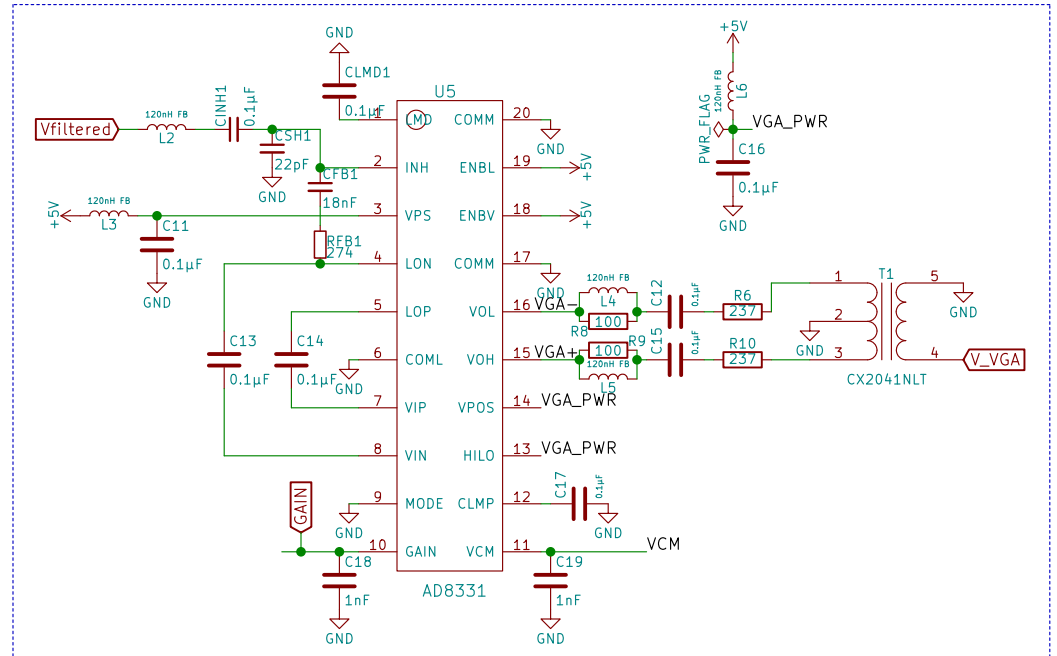 +5V
GND
CLMD1
0.1µF
U5
CINH1
0.1µF
120nH FB
L6
PWR_FLAG
VGA_PWR
C16
0.1µF
GND
Vfiltered
120nH FB
L2
CSH1
22pF
GND
CFB1
18nF
1
LMD
COMM
20
GND
2
INH
ENBL
19
+5V
+5V
120nH FB
L3
C11
0.1µF
GND
3
VPS
ENBV
18
+5V
RFB1
274
4
LON
COMM
17
GND
5
LOP
VOL
16
VGA-
120nH FB
L4
R8
100
C12
0.1µF
R6
237
1
T1
5
GND
2
GND
C13
0.1µF
C14
0.1µF
6
COML
GND
VOH
15
VGA+
100
R9
120nH FB
L5
C15
0.1µF
R10
237
3
4
V_VGA
CX2041NLT
7
VIP
VPOS
14
VGA_PWR
8
VIN
HILO
13
VGA_PWR
9
MODE
GND
CLMP
12
C17
0.1µF
GND
GAIN
10
GAIN
VCM
11
VCM
C18
1nF
GND
C19
1nF
GND
AD8331